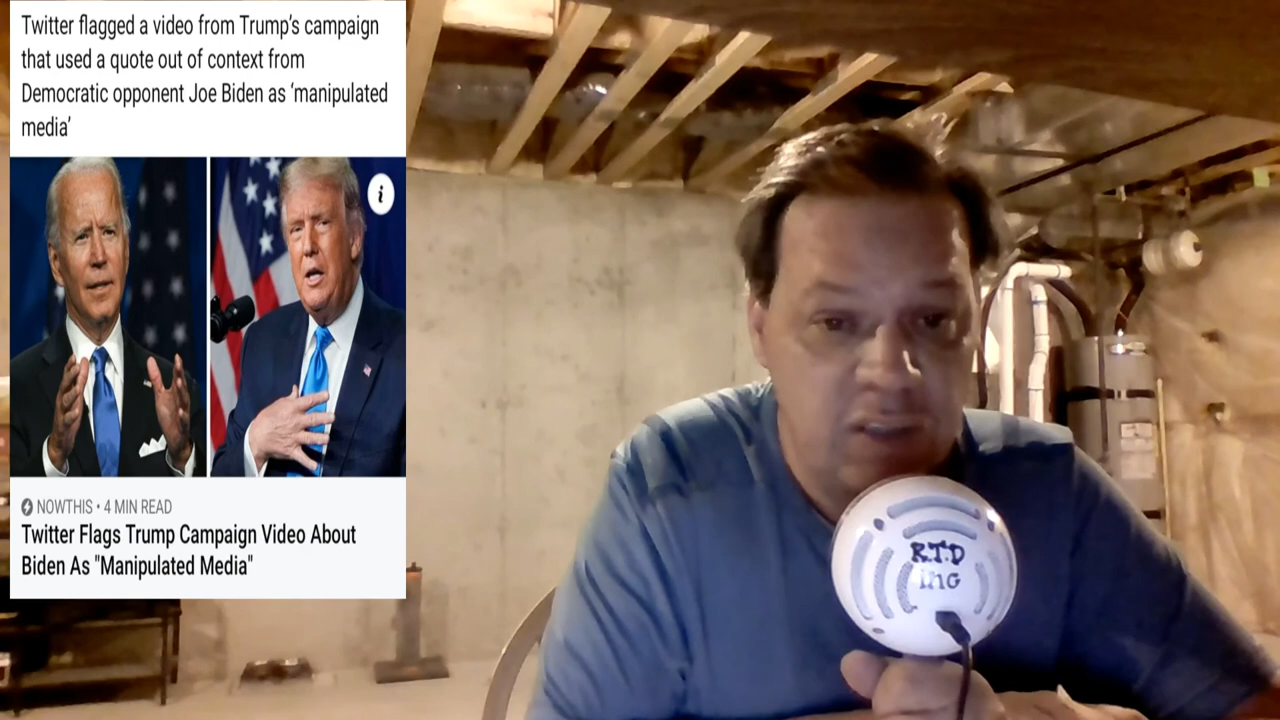 Twitter flagged a video from Trump's campaign
that used a quote out of context from
Democratic opponent Joe Biden as ‘manipulated
media’
i
NOWTHIS • 4 MIN READ
Twitter Flags Trump Campaign Video About
Biden As "Manipulated Media"
R.T.D
ing